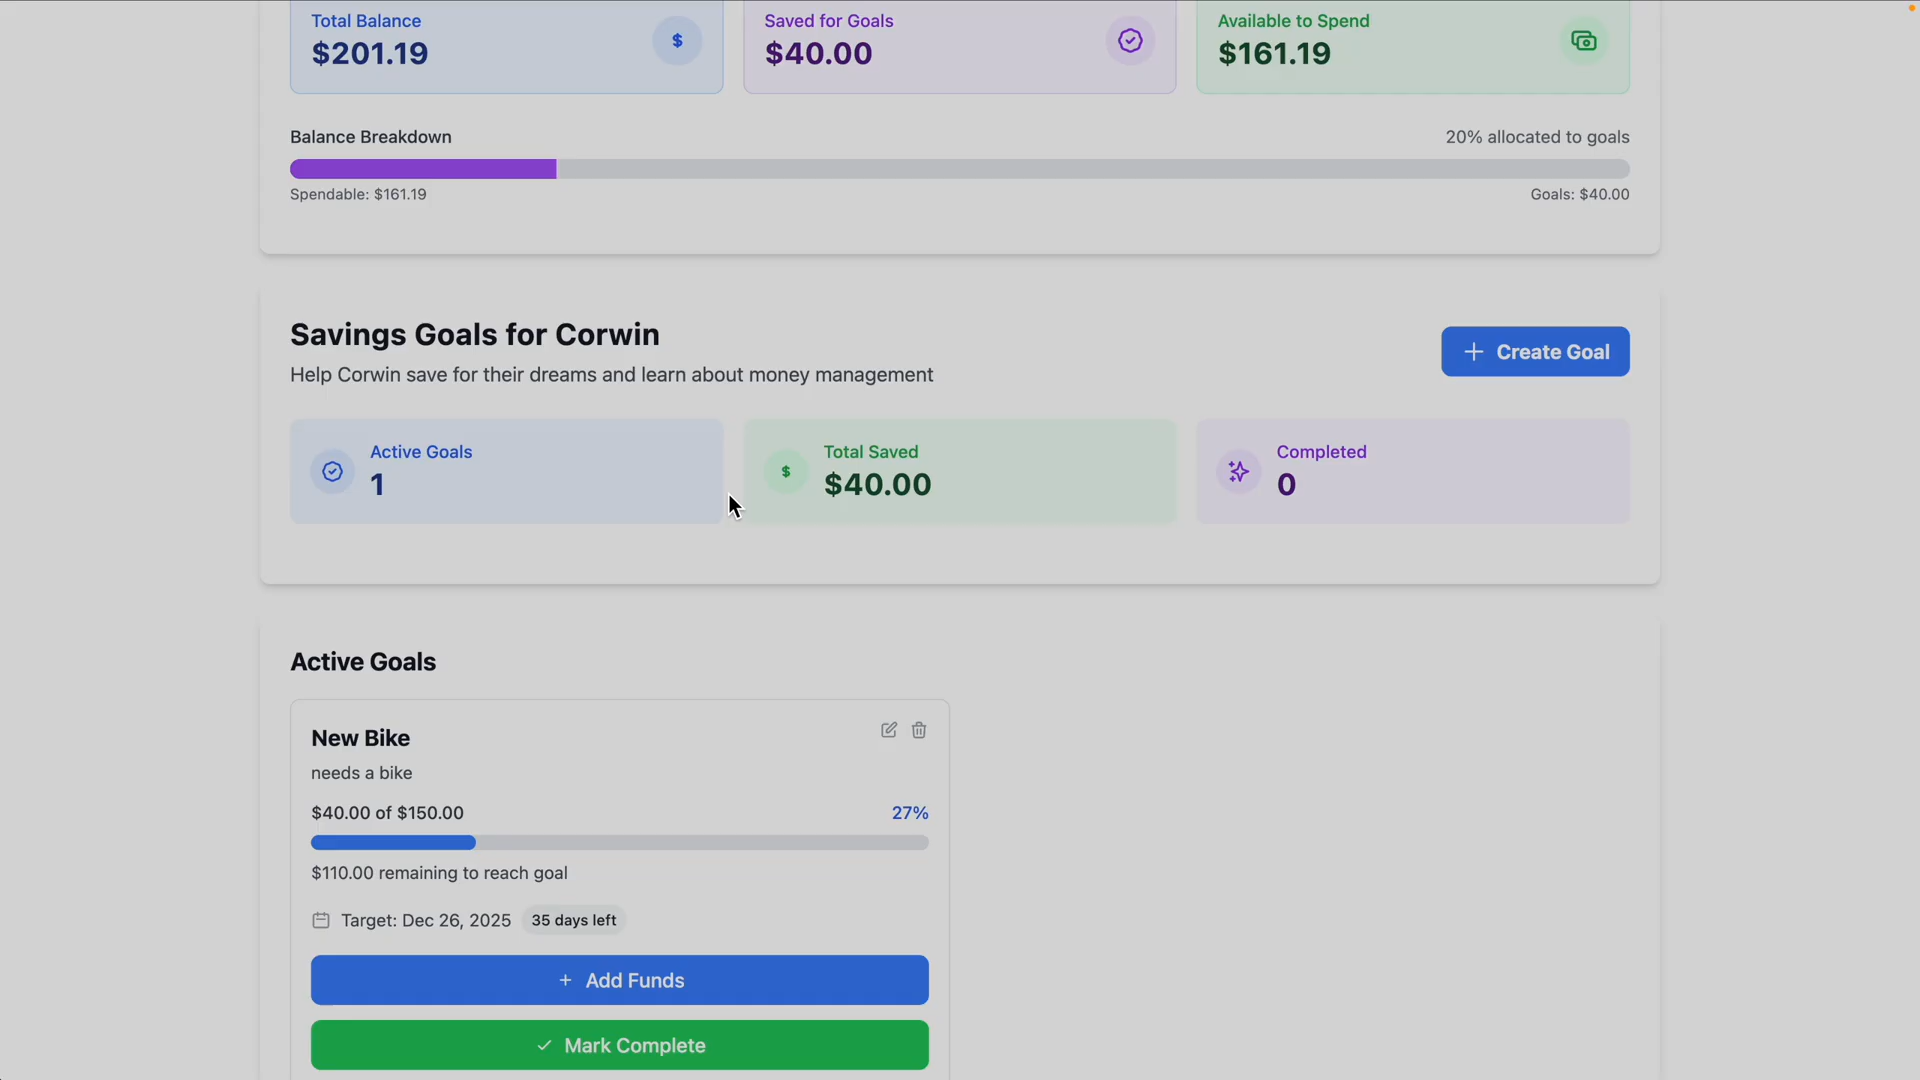 Total Balance
$201.19
$
Saved for Goals
$40.00
Available to Spend
$161.19
Balance Breakdown
20% allocated to goals
Spendable: $161.19
Goals: $40.00
Savings Goals for Corwin
Help Corwin save for their dreams and learn about money management
+ Create Goal
Active Goals
1
$
Total Saved
$40.00
Completed
0
Active Goals
New Bike
needs a bike
$40.00 of $150.00
27%
$110.00 remaining to reach goal
Target: Dec 26, 2025
35 days left
+ Add Funds
Mark Complete